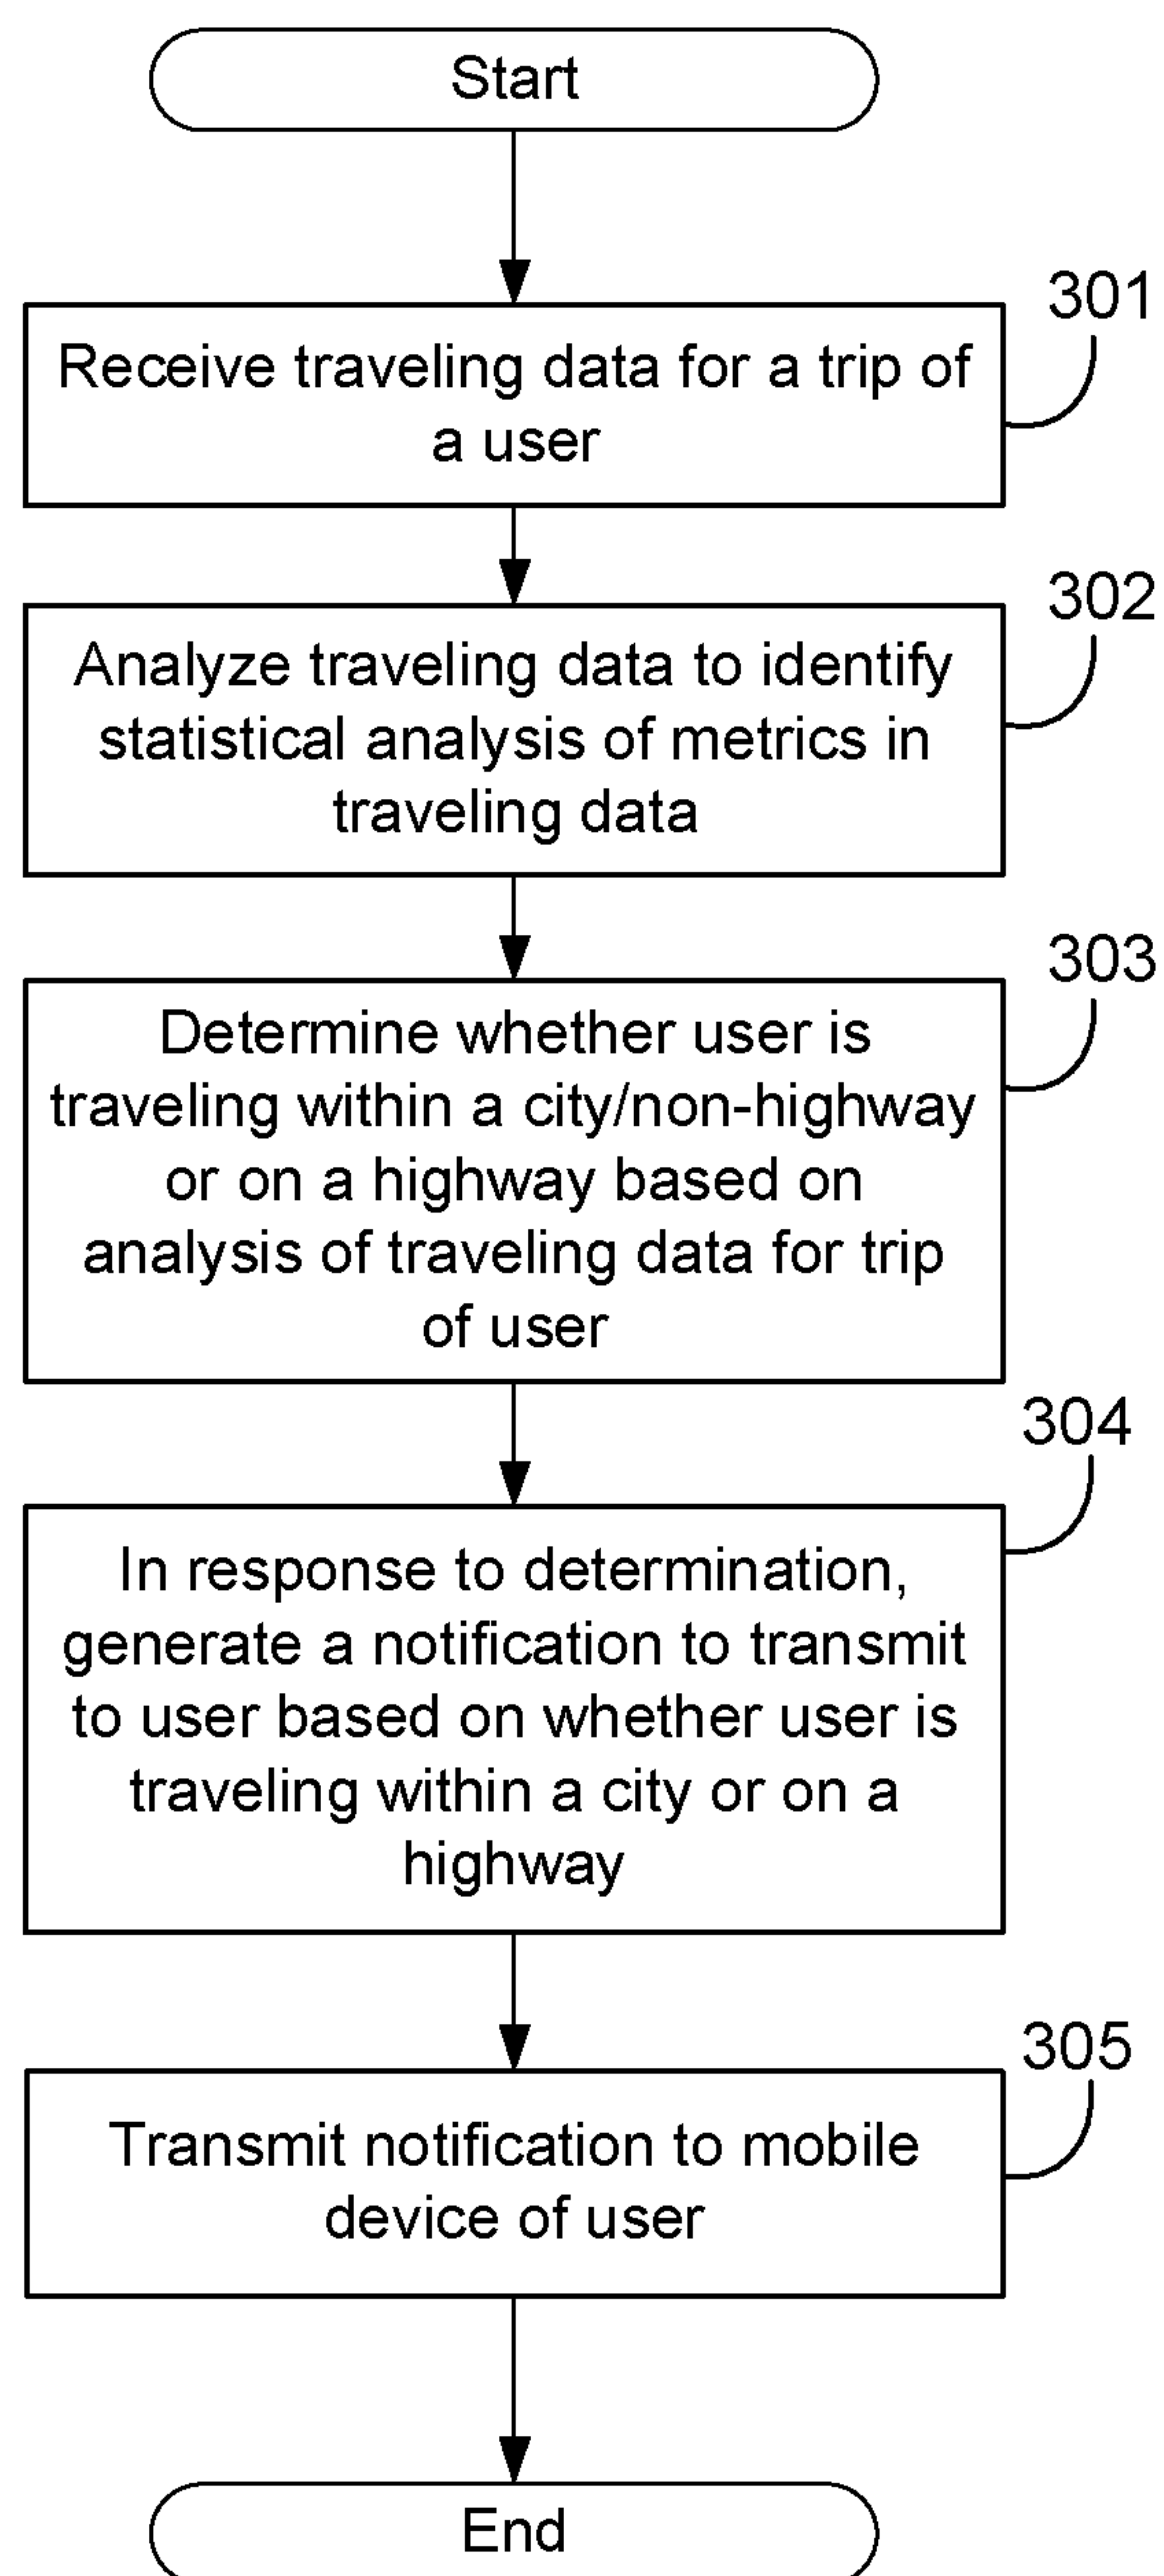 Start
301
Receive traveling data for a trip of
a user
302
Analyze traveling data to identify
statistical analysis of metrics in
traveling data
303
Determine whether user is
traveling within a city/non-highway
or on a highway based on
analysis of traveling data for trip
of user
304
In response to determination,
generate a notification to transmit
to user based on whether user is
traveling within a city or on a
highway
305
Transmit notification to mobile
device of user
End